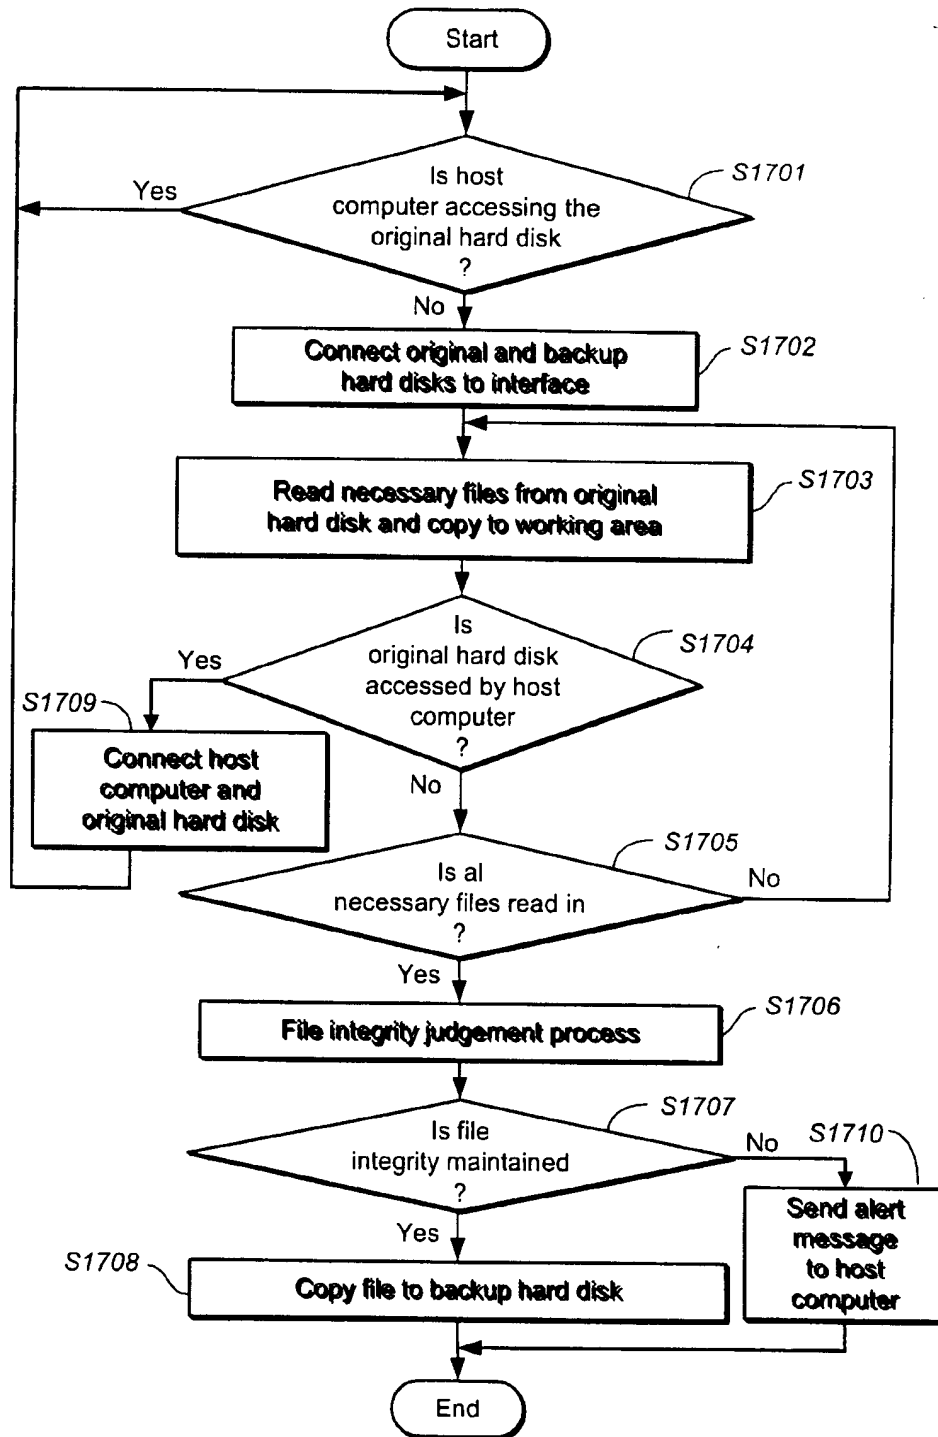 Start
Is host
computer accessing the
original hard disk
?
S1701
Yes
No
Connect original and backup
hard disks to interface
S1702
Read necessary files from original
hard disk and copy to working area
S1703
Is
original hard disk
accessed by host
computer
?
S1704
Yes
S1709
Connect host
computer and
original hard disk
No
Is al
necessary files read in
?
S1705
No
Yes
File integrity judgement process
S1706
Is file
integrity maintained
?
S1707
No
S1710
Send alert
message
to host
computer
Yes
S1708
Copy file to backup hard disk
End